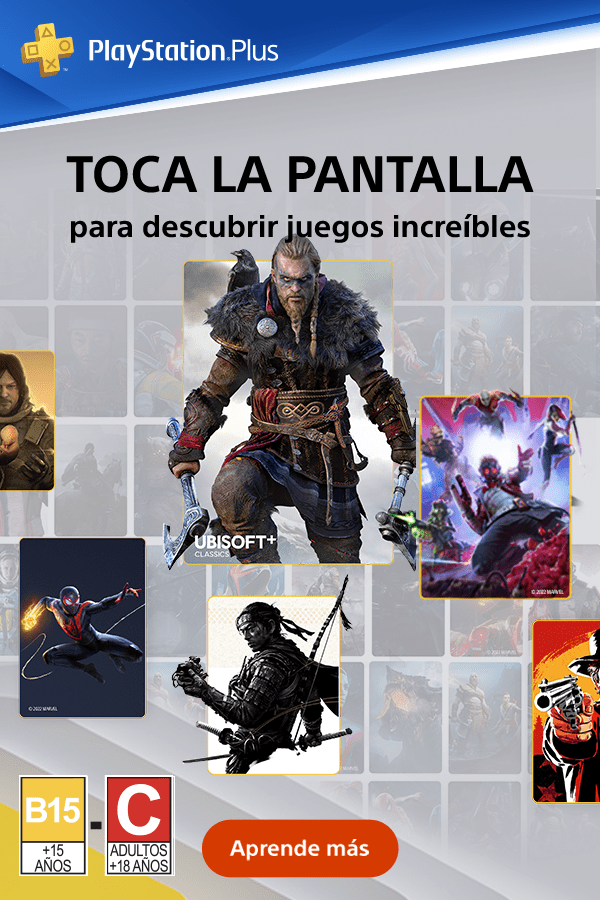 PlayStation®Plus
TOCA LA PANTALLA
para descubrir juegos increíbles
UBISOFT+
CLASSICS
© 2022 MARVEL
© 2022 MARVEL
B15
+15
AÑOS
-
C
ADULTOS
+18 AÑOS
Aprende más